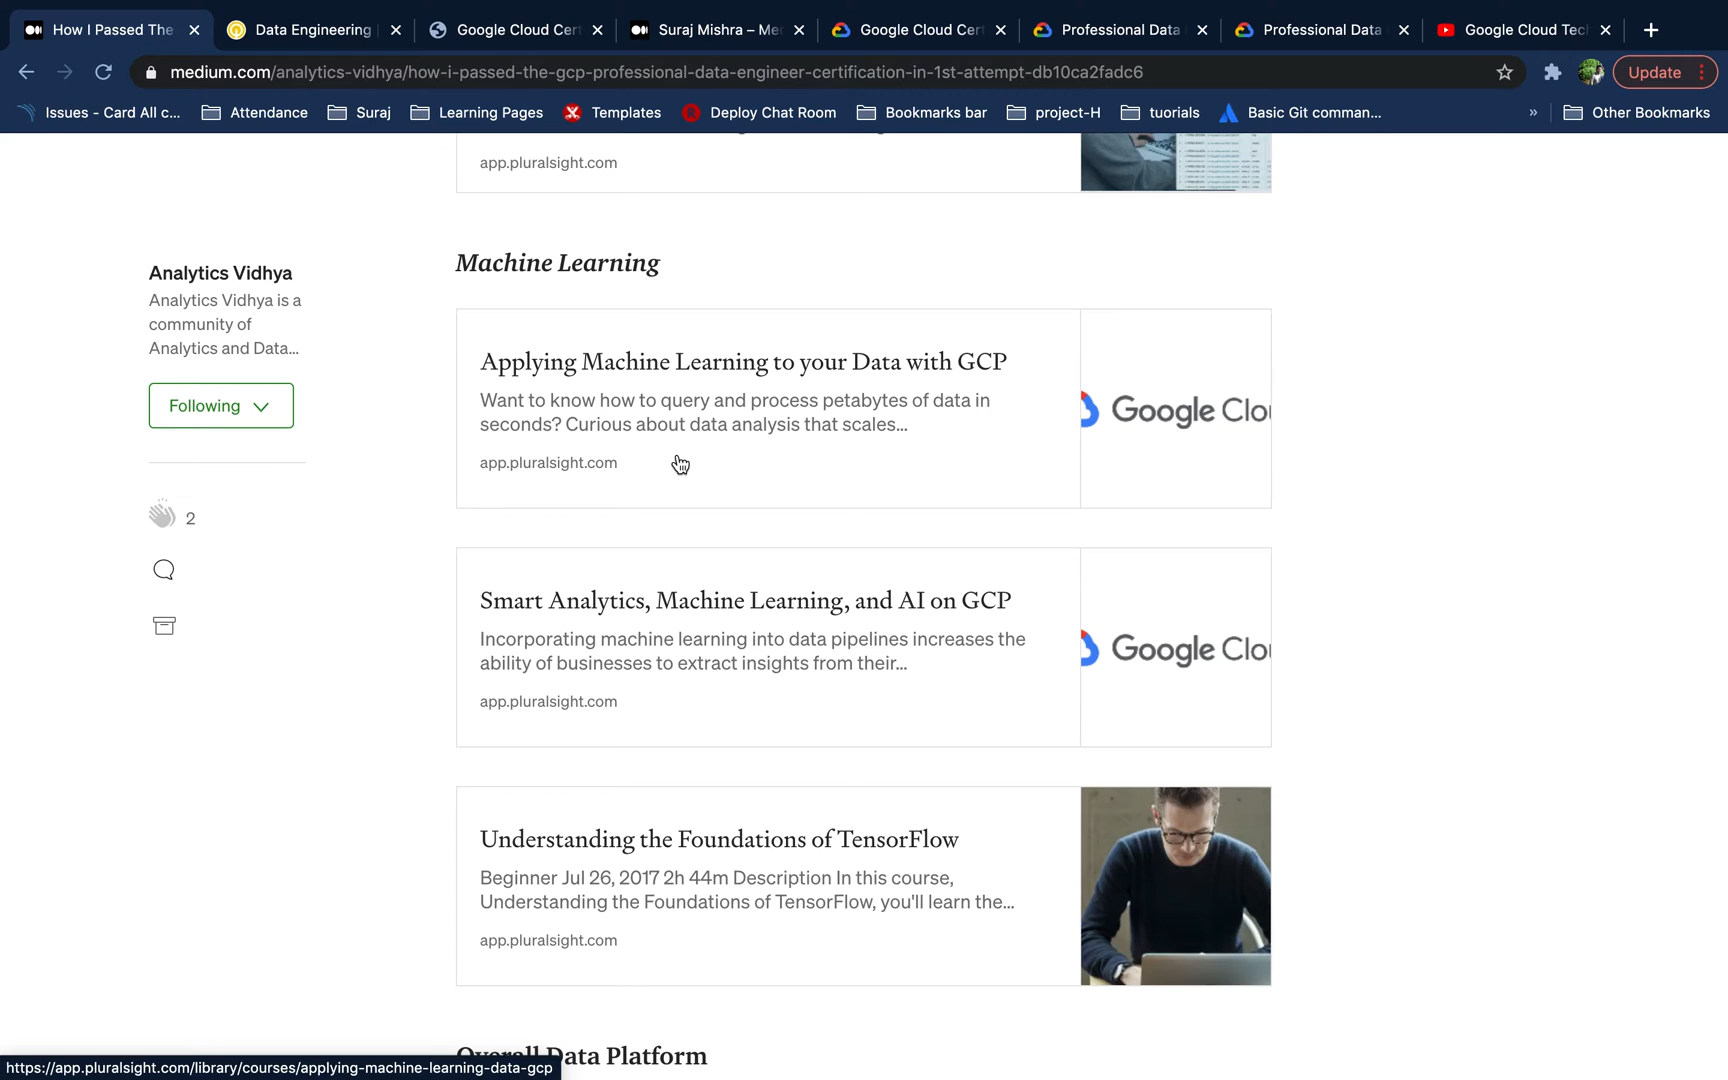 How I Passed The
Data Engineering
Google Cloud Cert
Suraj Mishra – Me
Google Cloud Cert
Professional Data
Professional Data
Google Cloud Tec
medium.com/analytics-vidhya/how-i-passed-the-gcp-professional-data-engineer-certification-in-1st-attempt-db10ca2fadc6
Update
Issues - Card All c...
Attendance
Suraj
Learning Pages
Templates
Deploy Chat Room
Bookmarks bar
project-H
tuorials
Basic Git comman...
»
Other Bookmarks
app.pluralsight.com
Machine Learning
Analytics Vidhya
Analytics Vidhya is a
community of
Analytics and Data...
Following
2
Applying Machine Learning to your Data with GCP
Want to know how to query and process petabytes of data in
seconds? Curious about data analysis that scales...
app.pluralsight.com
Google Clou
Smart Analytics, Machine Learning, and AI on GCP
Incorporating machine learning into data pipelines increases the
ability of businesses to extract insights from their...
app.pluralsight.com
Google Clou
Understanding the Foundations of TensorFlow
Beginner Jul 26, 2017 2h 44m Description In this course,
Understanding the Foundations of TensorFlow, you'll learn the...
app.pluralsight.com
Overall Data Platform
https://app.pluralsight.com/library/courses/applying-machine-learning-data-gcp